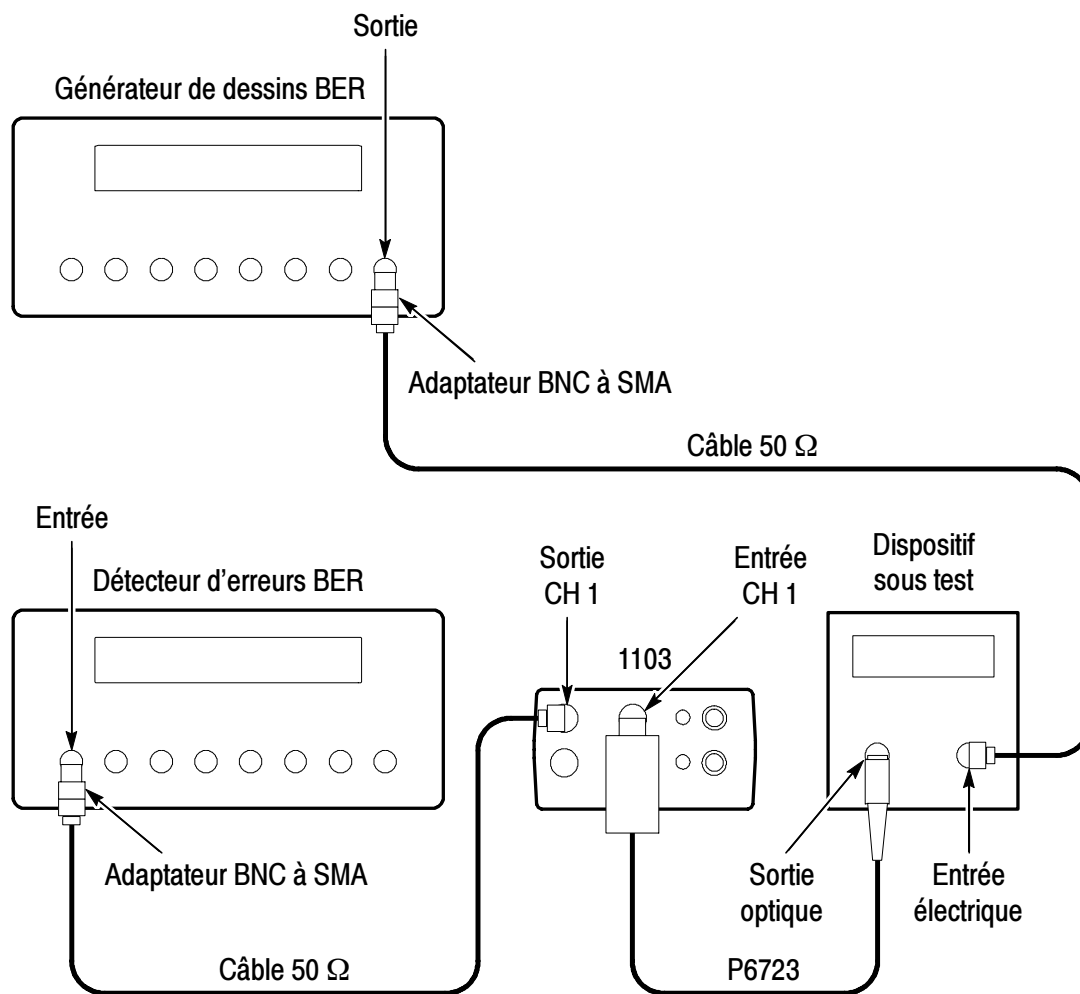 Sortie
Générateur de dessins BER
Adaptateur BNC à SMA
Câble 50 Ω
Entrée
Détecteur d'erreurs BER
Sortie
CH 1
Entrée
CH 1
1103
Dispositif
sous test
Adaptateur BNC à SMA
Sortie
optique
Entrée
électrique
Câble 50 Ω
P6723